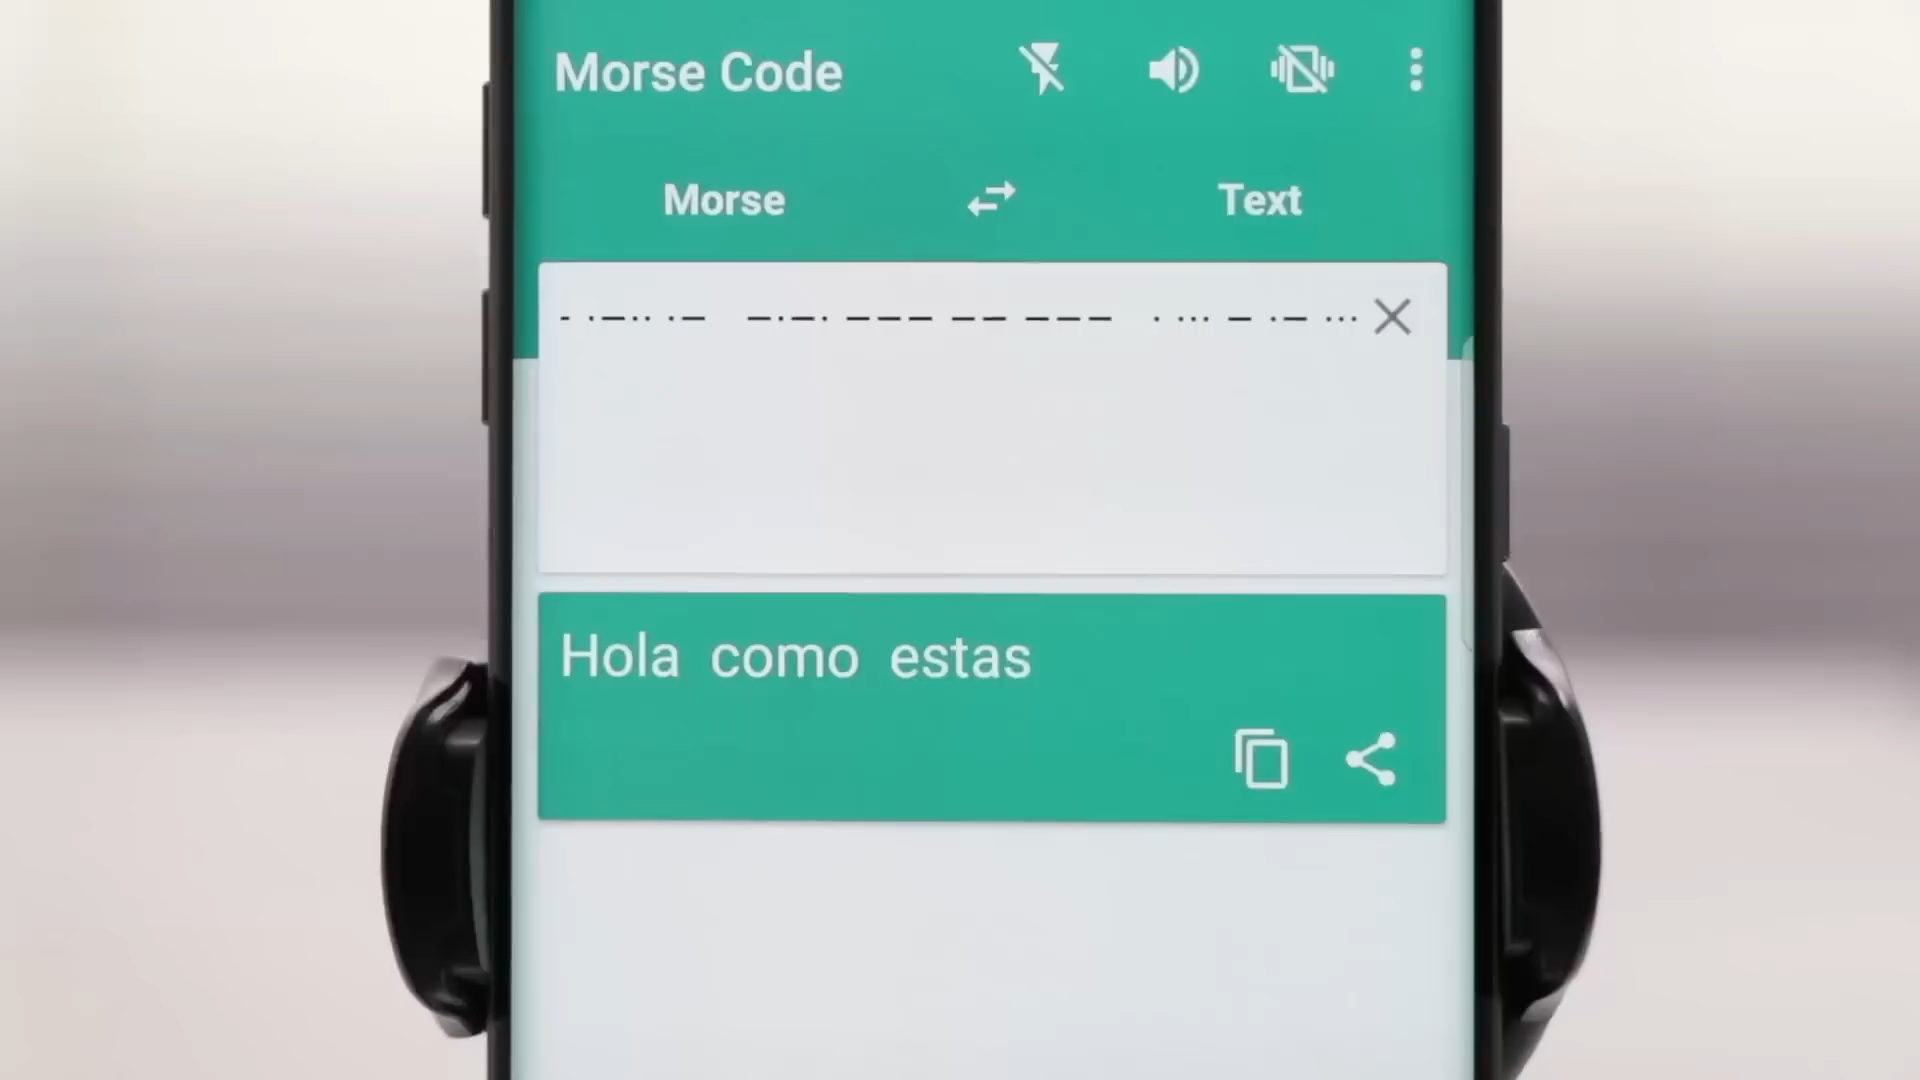 Morse Code
Morse Text
- ·-·· ·- -·-· --- -- --- · ··· - ·- ···
Hola como estas